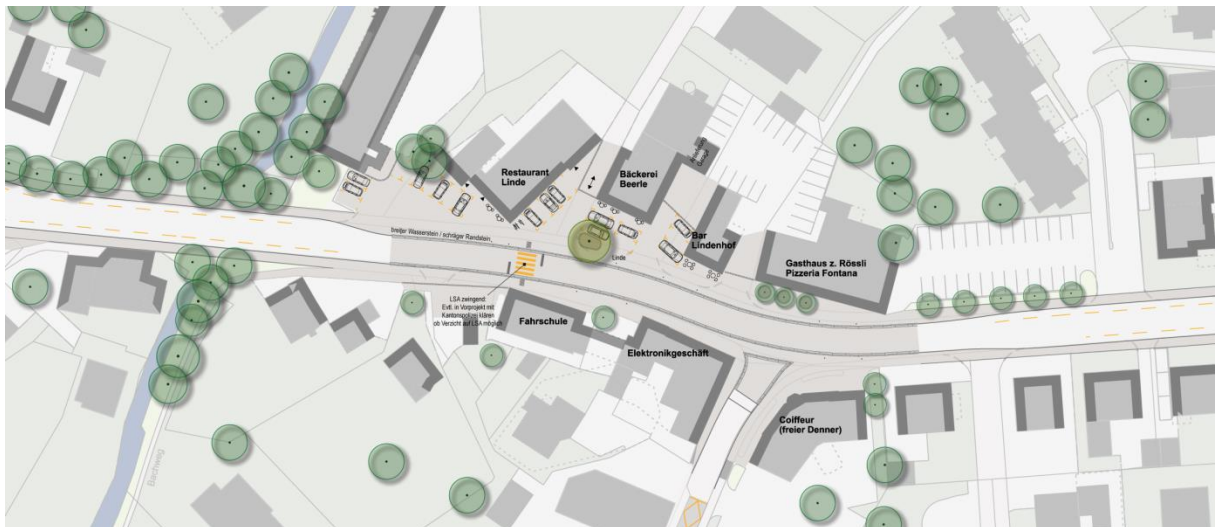 Restaurant
Linde
Bäckerei
Beerle
Bar
Lindenhof
Gasthaus z. Rössli
Pizzeria Fontana
breiter Wasserstein / schräger Randstein
Linde
LSA zwingend:
Evtl. in Vorprojekt mit
Kantonspolizei klären
ob Verzicht auf LSA möglich
Fahrschule
Elektronikgeschäft
Coiffeur
(freier Denner)
Bachweg